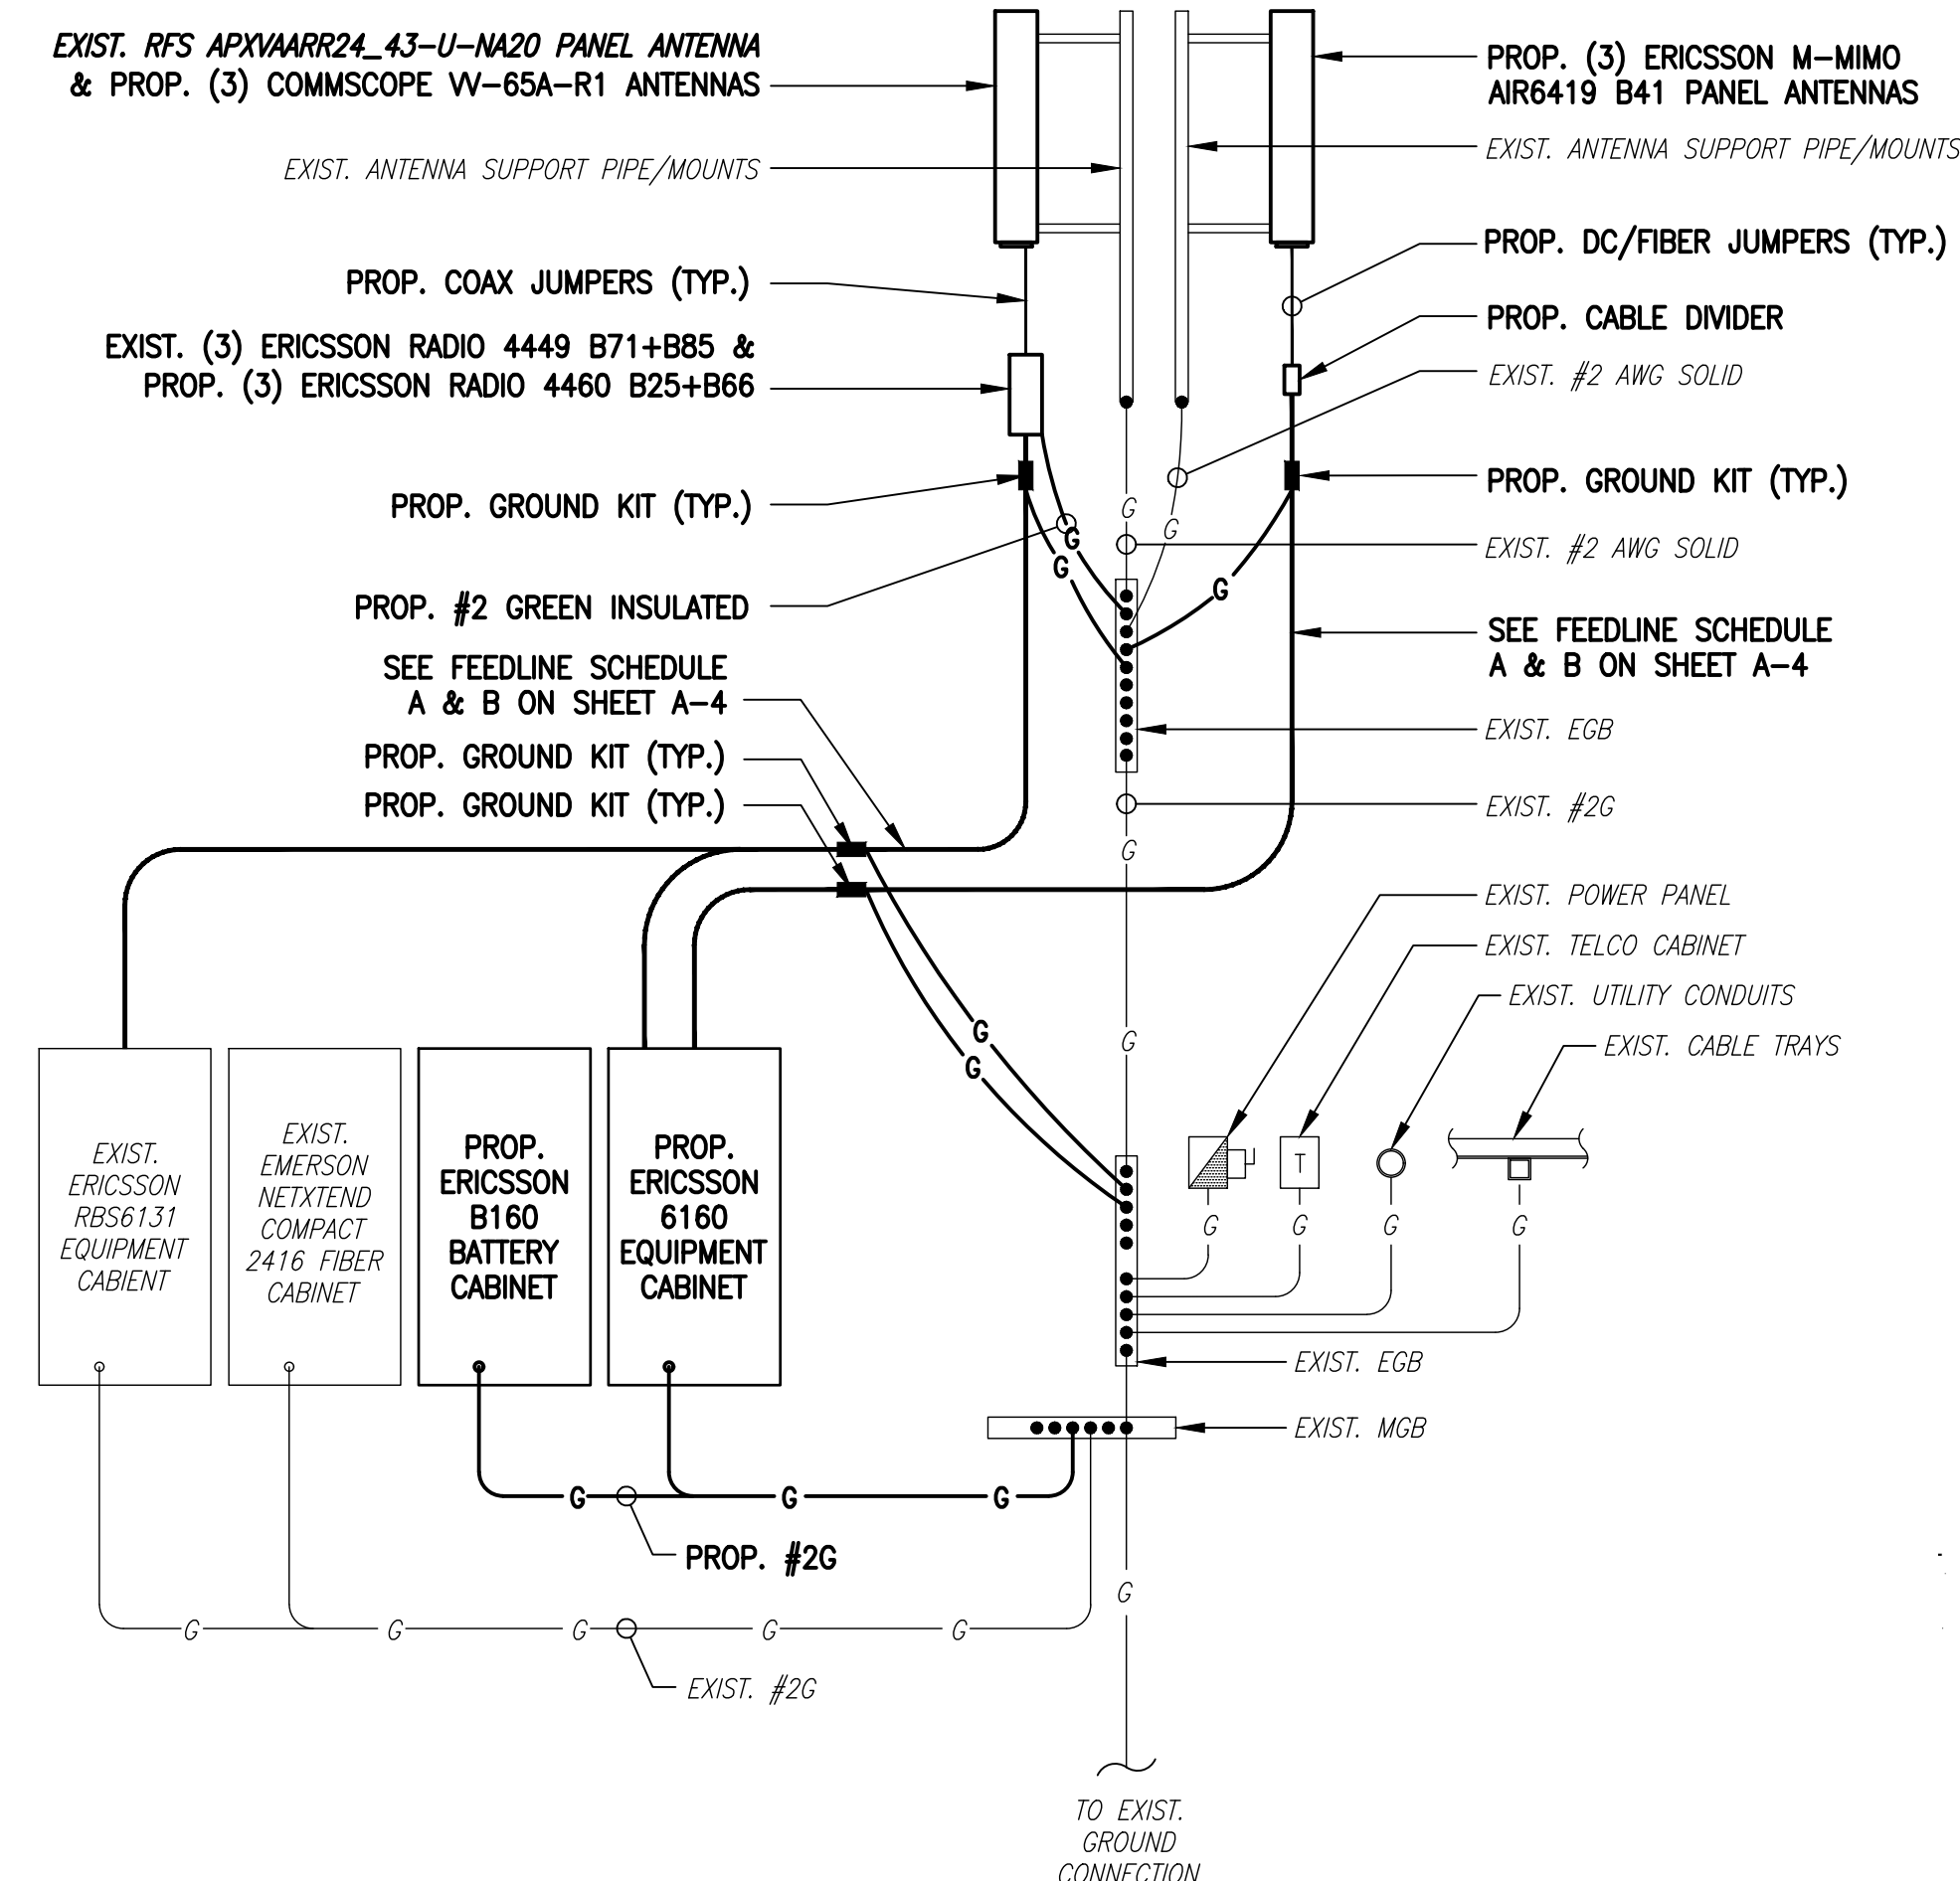 EXIST. RFS APXVAARR24_43-U-NA20 PANEL ANTENNA
& PROP. (3) COMMSCOPE VV-65A-R1 ANTENNAS
EXIST. ANTENNA SUPPORT PIPE/MOUNTS
PROP. COAX JUMPERS (TYP.)
EXIST. (3) ERICSSON RADIO 4449 B71+B85 &
PROP. (3) ERICSSON RADIO 4460 B25+B66
PROP. GROUND KIT (TYP.)
PROP. #2 GREEN INSULATED
SEE FEEDLINE SCHEDULE
A & B ON SHEET A-4
PROP. GROUND KIT (TYP.)
PROP. GROUND KIT (TYP.)
PROP. (3) ERICSSON M-MIMO
AIR6419 B41 PANEL ANTENNAS
EXIST. ANTENNA SUPPORT PIPE/MOUNTS
PROP. DC/FIBER JUMPERS (TYP.)
PROP. CABLE DIVIDER
EXIST. #2 AWG SOLID
PROP. GROUND KIT (TYP.)
EXIST. #2 AWG SOLID
SEE FEEDLINE SCHEDULE
A & B ON SHEET A-4
EXIST. EGB
EXIST. #2G
EXIST. POWER PANEL
EXIST. TELCO CABINET
EXIST. UTILITY CONDUITS
EXIST. CABLE TRAYS
G
G
G
G
G
G
G
G
G
EXIST.
ERICSSON
RBS6131
EQUIPMENT
CABIENT
EXIST.
EMERSON
NETXTEND
COMPACT
2416 FIBER
CABINET
PROP.
ERICSSON
B160
BATTERY
CABINET
PROP.
ERICSSON
6160
EQUIPMENT
CABINET
T
G
G
G
G
EXIST. EGB
EXIST. MGB
G
G
G
PROP. #2G
G
G
G
G
G
G
EXIST. #2G
TO EXIST.
GROUND
CONNECTION